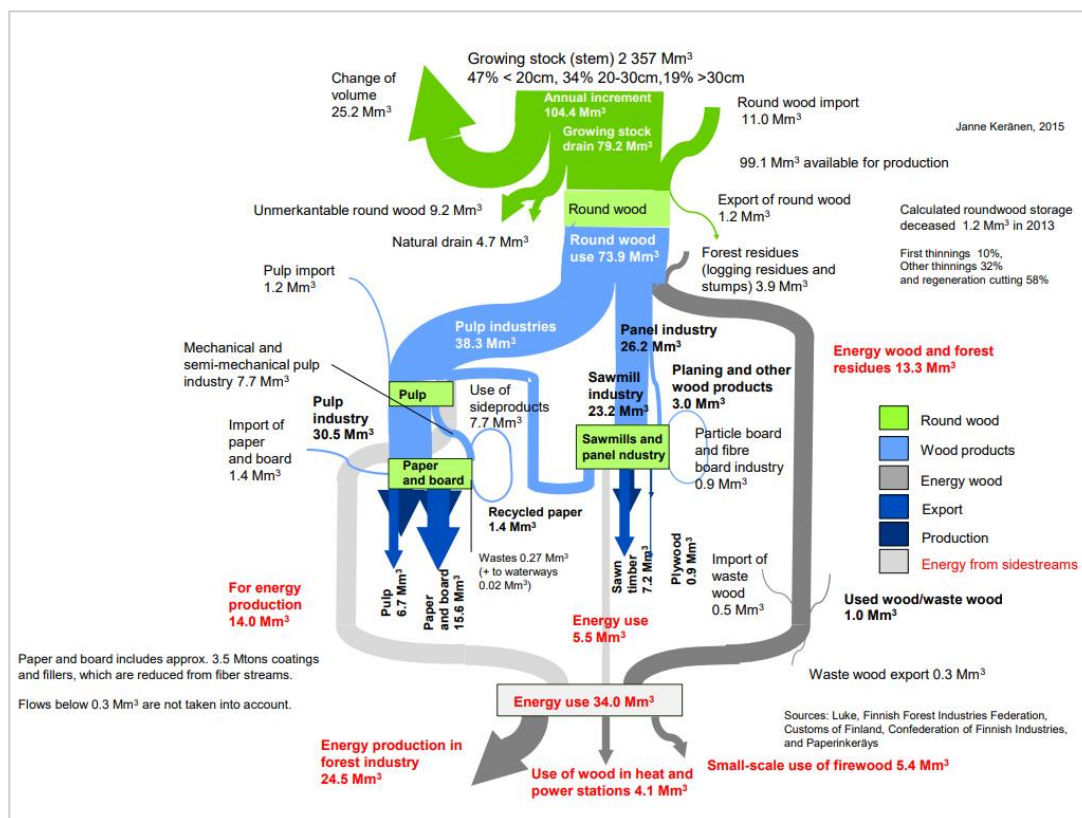 Growing stock (stem) 2 357 Mm³
47% < 20cm, 34% 20-30cm,19% >30cm
Change of
volume
25.2 Mm³
Annual increment
104.4 Mm³
Growing stock
drain 79.2 Mm³
Round wood import
11.0 Mm³
Janne Keränen, 2015
99.1 Mm³ available for production
Unmerkantable round wood 9.2 Mm³
Round wood
Export of round wood
1.2 Mm³
Calculated roundwood storage
deceased 1.2 Mm³ in 2013
First thinnings 10%,
Other thinnings 32%
and regeneration cutting 58%
Natural drain 4.7 Mm³
Round wood
use 73.9 Mm³
Forest residues
(logging residues and
stumps) 3.9 Mm³
Pulp import
1.2 Mm³
Pulp industries
38.3 Mm³
Panel industry
26.2 Mm³
Energy wood and forest
residues 13.3 Mm³
Mechanical and
semi-mechanical pulp
industry 7.7 Mm³
Pulp
industry
30.5 Mm³
Pulp
Use of
sideproducts
7.7 Mm³
Sawmill
industry
23.2 Mm³
Planing and other
wood products
3.0 Mm³
Import of
paper
and board
1.4 Mm³
Paper
and board
Sawmills and
panel ndustry
Particle board
and fibre
board industry
0.9 Mm³
Round wood
Wood products
Energy wood
Export
Production
Energy from sidestreams
Recycled paper
1.4 Mm³
Wastes 0.27 Mm³
(+ to waterways
0.02 Mm³)
Pulp
6.7 Mm³
Paper
and board
15.6 Mm³
Sawn
timber
7.2 Mm³
Plywood
0.9 Mm³
Import of
waste
wood
0.5 Mm³
Used wood/waste wood
1.0 Mm³
For energy
production
14.0 Mm³
Energy use
5.5 Mm³
Waste wood export 0.3 Mm³
Paper and board includes approx. 3.5 Mtons coatings
and fillers, which are reduced from fiber streams.
Flows below 0.3 Mm³ are not taken into account.
Energy use 34.0 Mm³
Sources: Luke, Finnish Forest Industries Federation,
Customs of Finland, Confederation of Finnish Industries,
and Paperinkeräys
Energy production in
forest industry
24.5 Mm³
Use of wood in heat and
power stations 4.1 Mm³
Small-scale use of firewood 5.4 Mm³